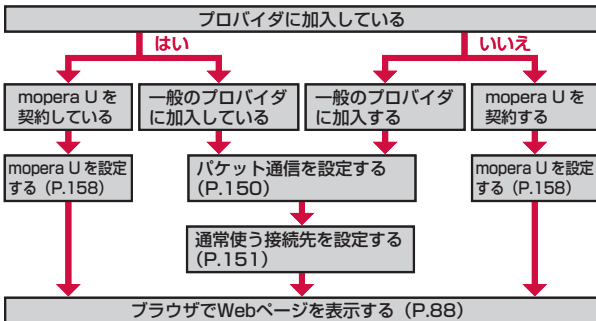 プロバイダに加入している
はい
いいえ
mopera U を
契約している
一般のプロバイダ
に加入している
一般のプロバイダ
に加入する
mopera U を
契約する
mopera U を設定
する（P.158）
パケット通信を設定する
（P.150）
mopera U を設定
する（P.158）
通常使う接続先を設定する
（P.151）
ブラウザでWebページを表示する（P.88）